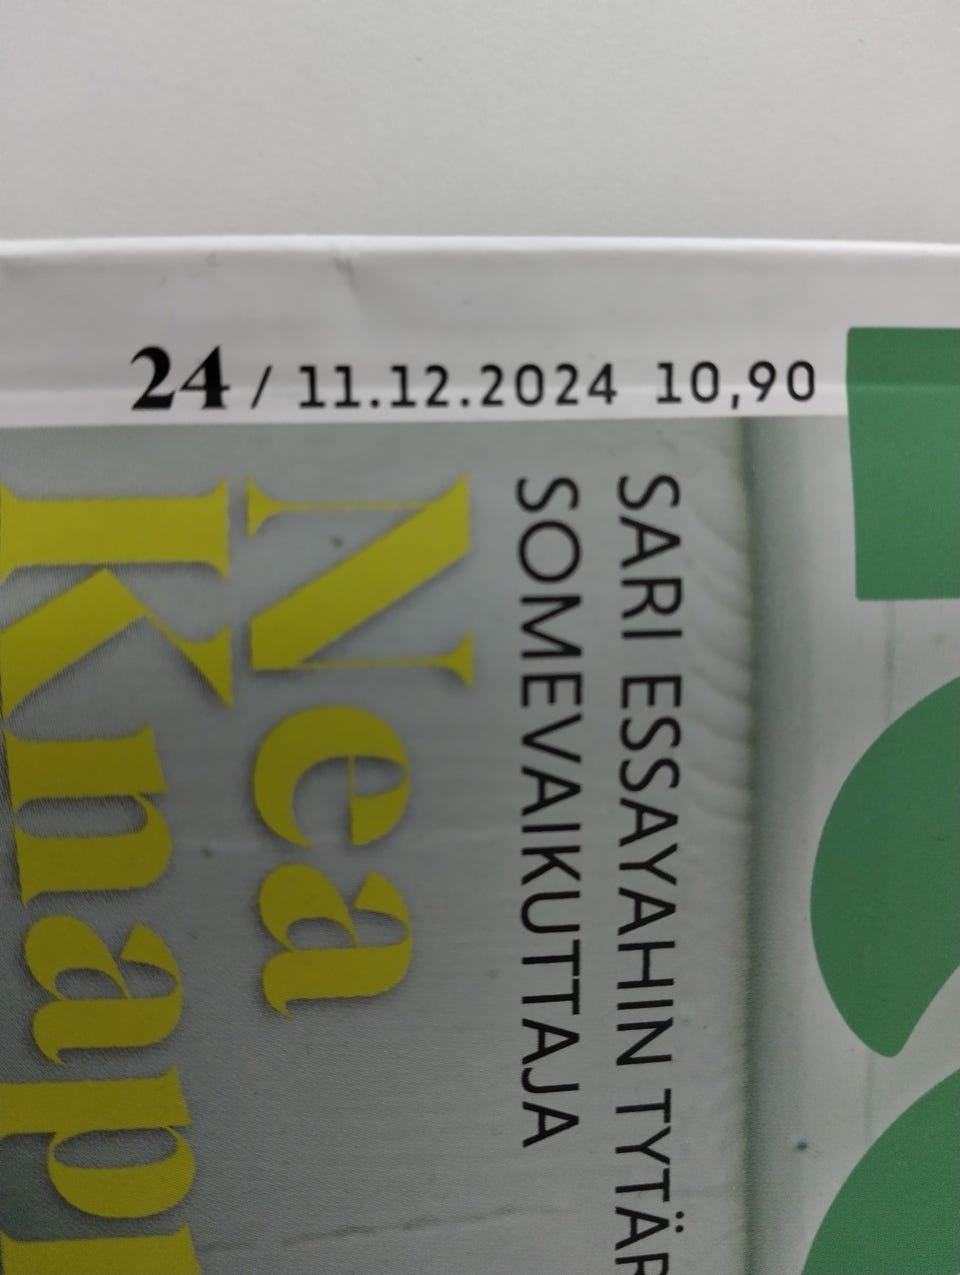 24 / 11.12.2024 10,90
SARI ESSAYAHIN TYTÄR
SOMEVAIKUTTAJA
Nea